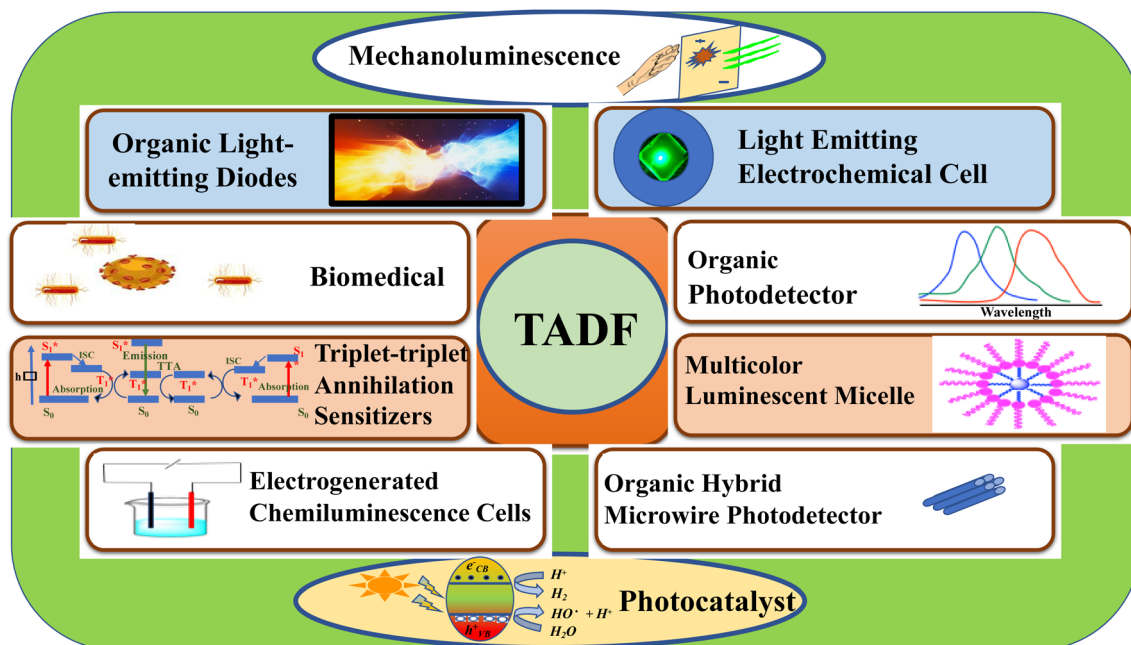 Mechanoluminescence
+
−
Organic Light-
emitting Diodes
Light Emitting
Electrochemical Cell
Biomedical
TADF
Organic
Photodetector
Wavelength
S₁*
ISC
T₁*
h
Absorption
S₀
S₁*
Emission
TTA
T₁*
T₁*
S₀
S₀
ISC
S₁
*
T₁*
Absorption
S₀
Triplet-triplet
Annihilation
Sensitizers
Multicolor
Luminescent Micelle
Electrogenerated
Chemiluminescence Cells
Organic Hybrid
Microwire Photodetector
e⁻CB
h⁺VB
H⁺
H₂
HO· + H⁺
H₂O
Photocatalyst